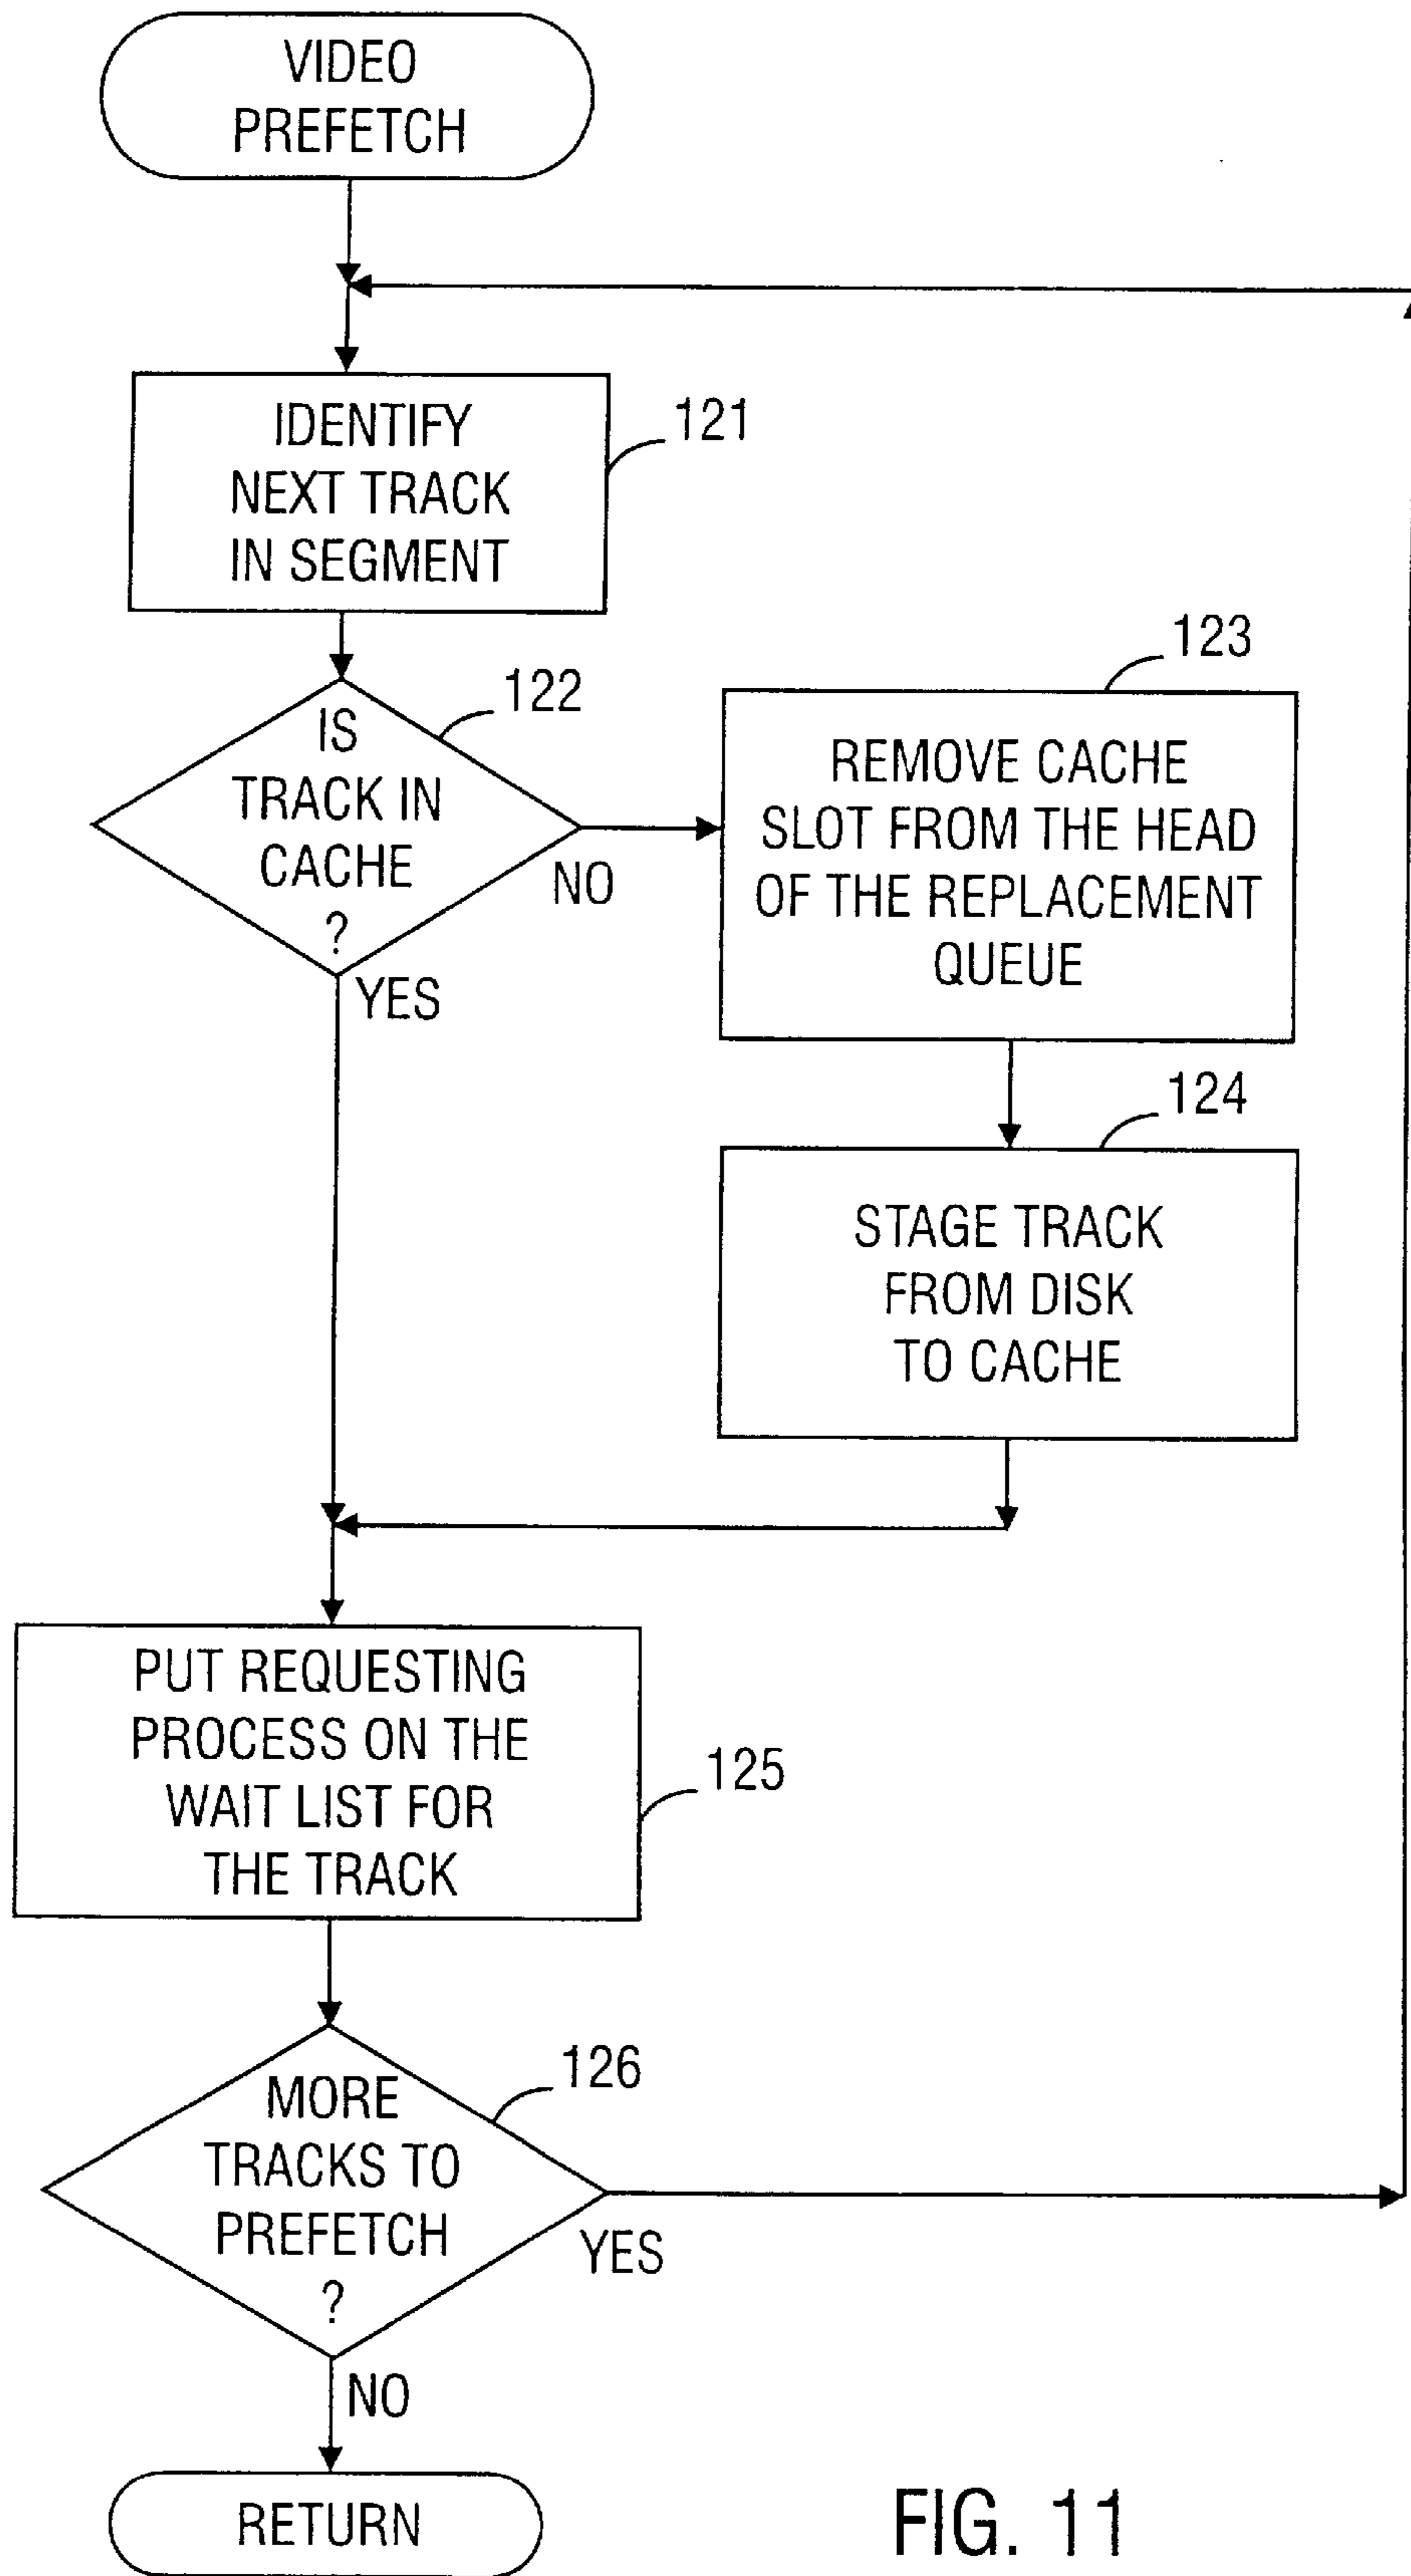 VIDEO
PREFETCH
IDENTIFY
NEXT TRACK
IN SEGMENT
121
IS
TRACK IN
CACHE
?
122
NO
YES
123
REMOVE CACHE
SLOT FROM THE HEAD
OF THE REPLACEMENT
QUEUE
124
STAGE TRACK
FROM DISK
TO CACHE
PUT REQUESTING
PROCESS ON THE
WAIT LIST FOR
THE TRACK
125
MORE
TRACKS TO
PREFETCH
?
126
YES
NO
RETURN
FIG. 11